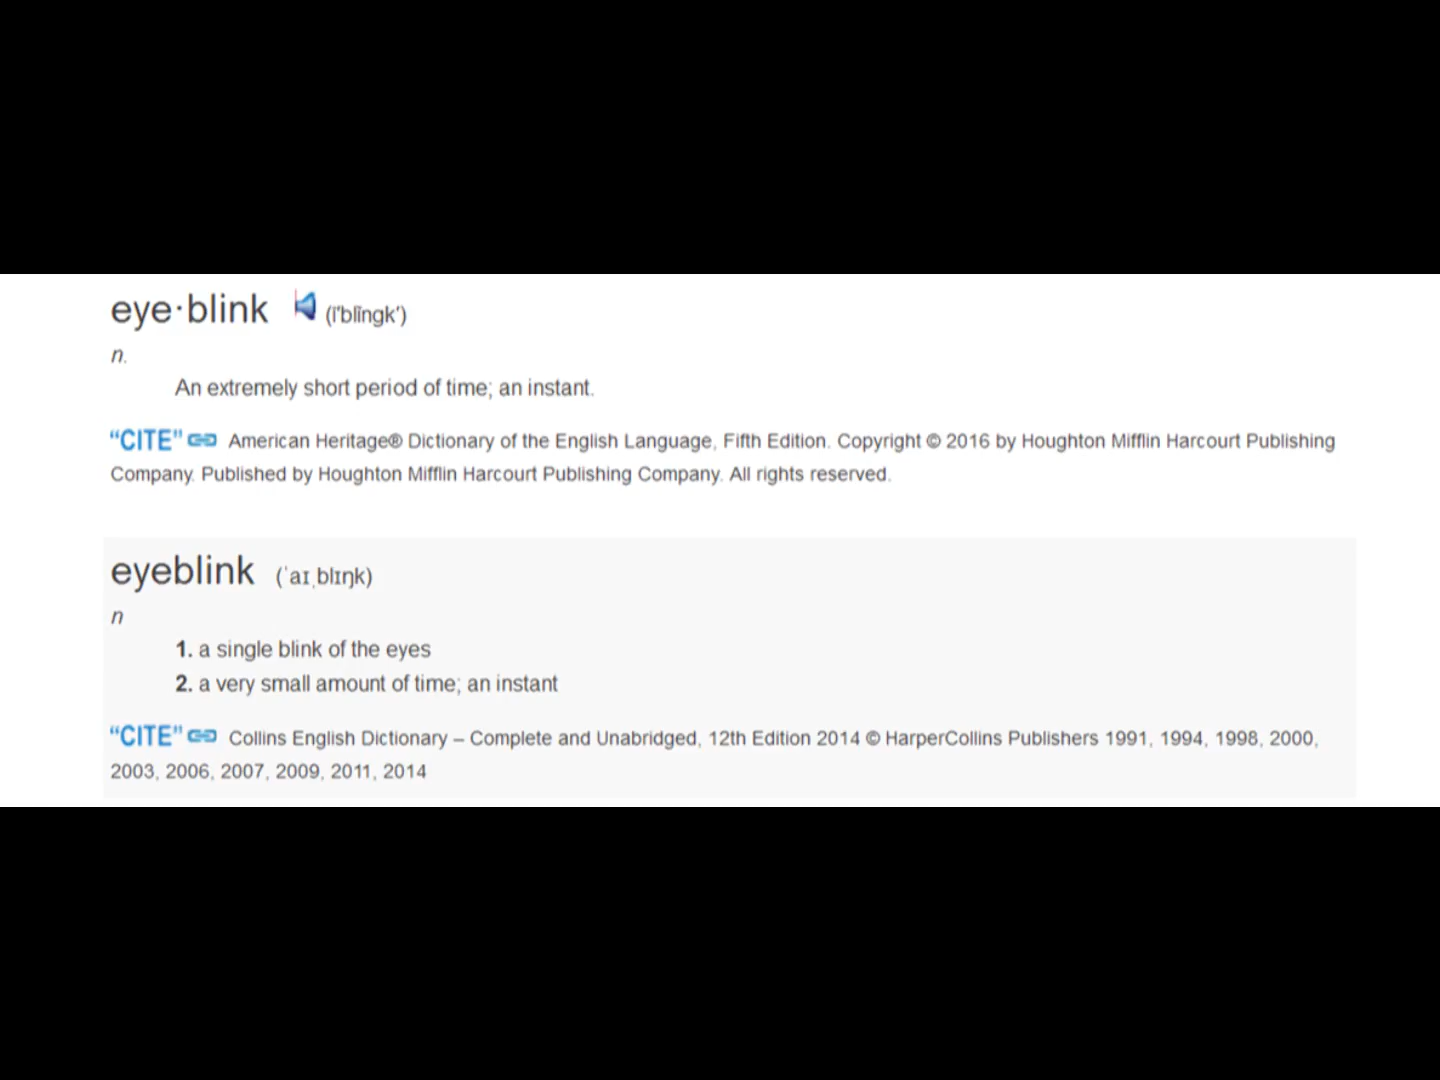 eye·blink (ī′blĭngk′)
n.
An extremely short period of time; an instant.
"CITE" American Heritage® Dictionary of the English Language, Fifth Edition. Copyright © 2016 by Houghton Mifflin Harcourt Publishing
Company. Published by Houghton Mifflin Harcourt Publishing Company. All rights reserved.
eyeblink (ˈaɪˌblɪŋk)
n
1. a single blink of the eyes
2. a very small amount of time; an instant
"CITE" Collins English Dictionary – Complete and Unabridged, 12th Edition 2014 © HarperCollins Publishers 1991, 1994, 1998, 2000,
2003, 2006, 2007, 2009, 2011, 2014